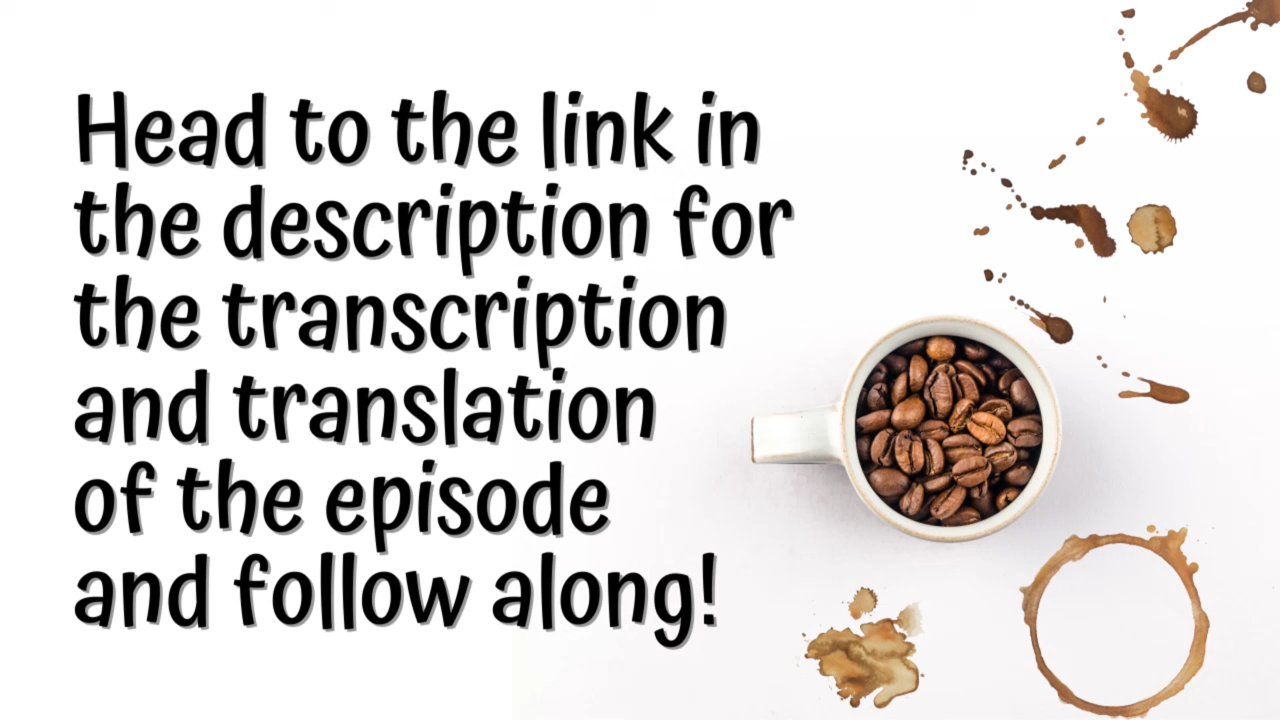 Head to the link in
the description for
the transcription
and translation
of the episode
and follow along!